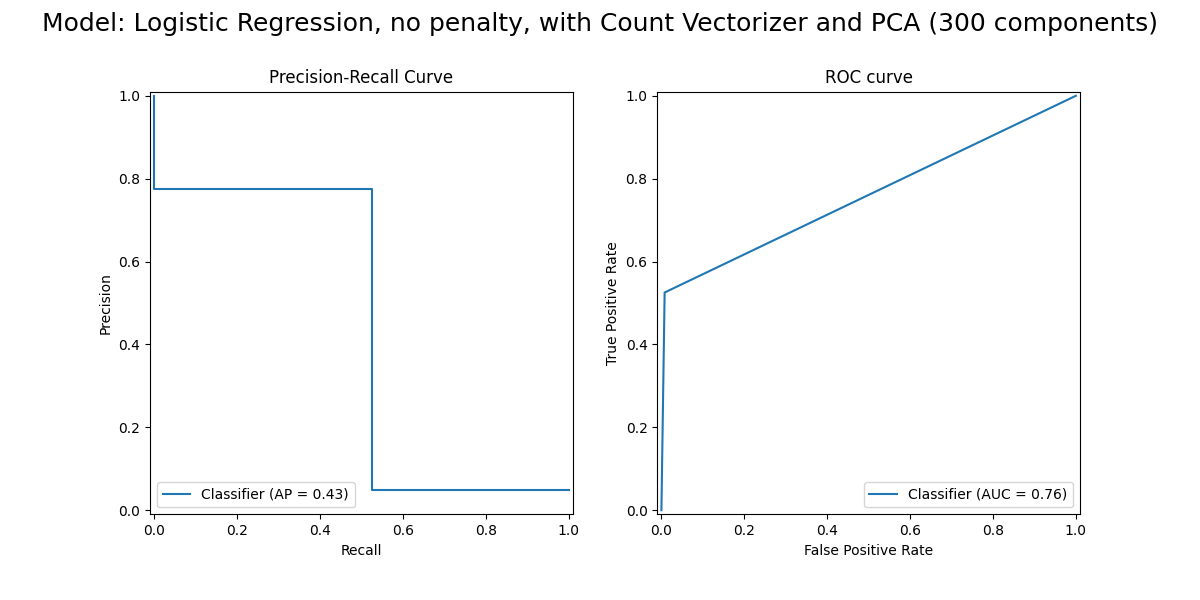 Model: Logistic Regression, no penalty, with Count Vectorizer and PCA (300 components)
Precision-Recall Curve
1.0
0.8
0.6
0.4
0.2
0.0
Precision
Classifier (AP = 0.43)
0.0 0.2 0.4 0.6 0.8 1.0
Recall
ROC curve
1.0
0.8
0.6
0.4
0.2
0.0
True Positive Rate
Classifier (AUC = 0.76)
0.0 0.2 0.4 0.6 0.8 1.0
False Positive Rate